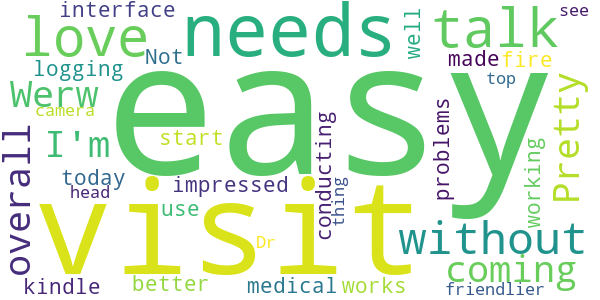 interface
see
love
needs
talk
well
Not
made
fire
logging
top
Werw
easy
camera
Pretty
I'm
start
problems
overall
today
impressed
conducting
thing
working
head
use
visit
without
Dr
coming
kindle
better
medical
works
friendlier